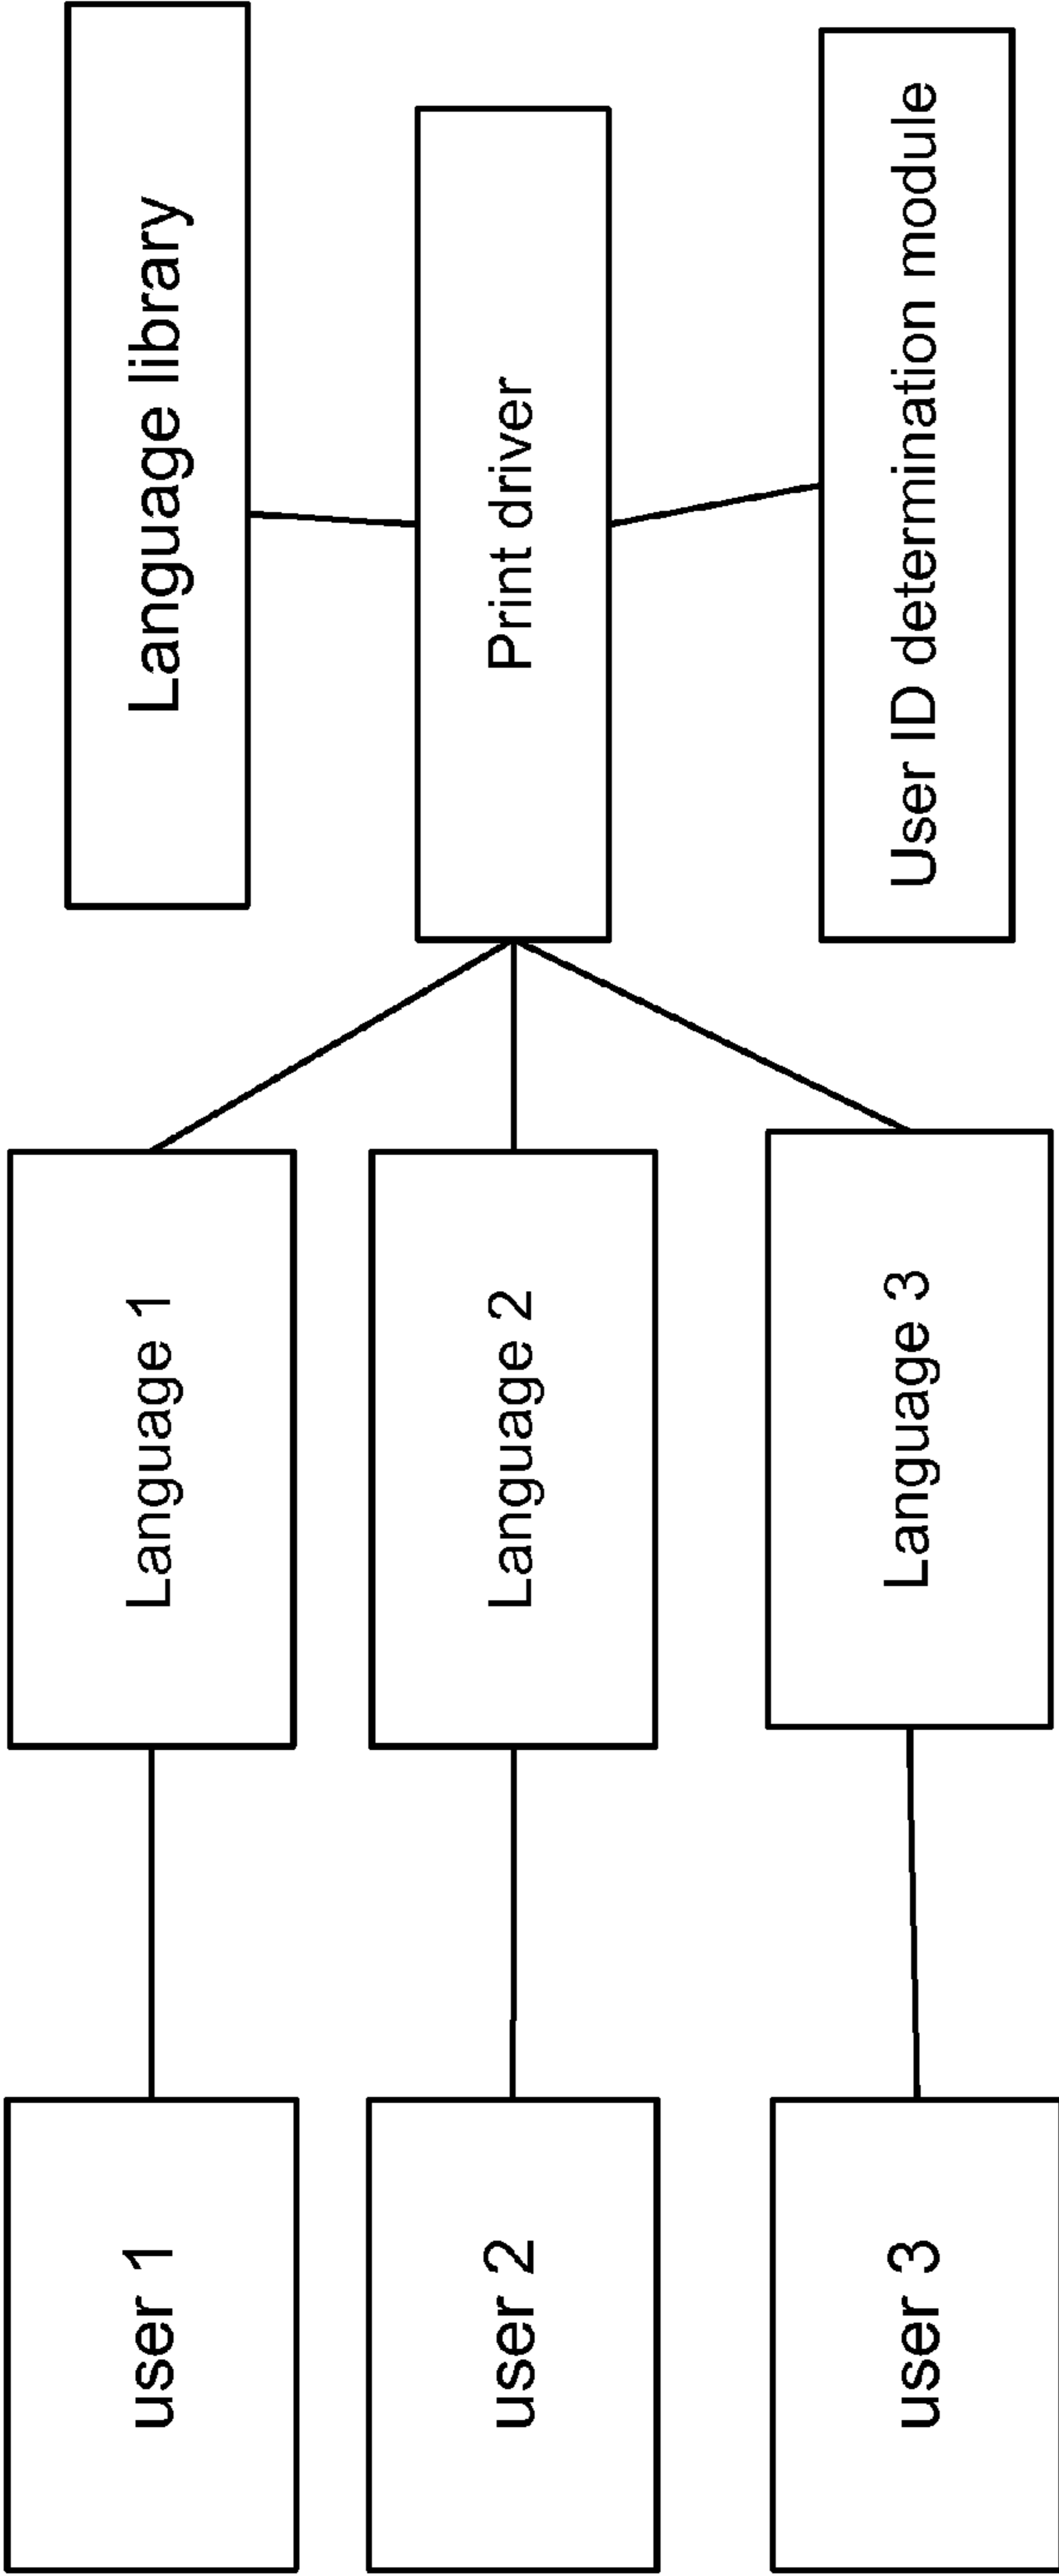 Language library
Print driver
User ID determination module
Language 1
Language 2
Language 3
user 1
user 2
user 3